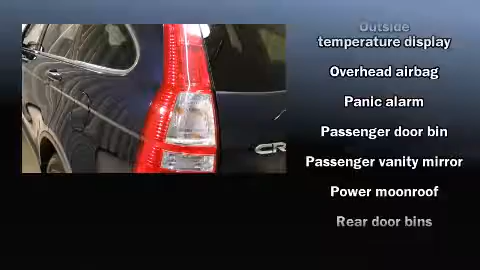 Outside
temperature display
Overhead airbag
Panic alarm
Passenger door bin
Passenger vanity mirror
Power moonroof
Rear door bins
CR